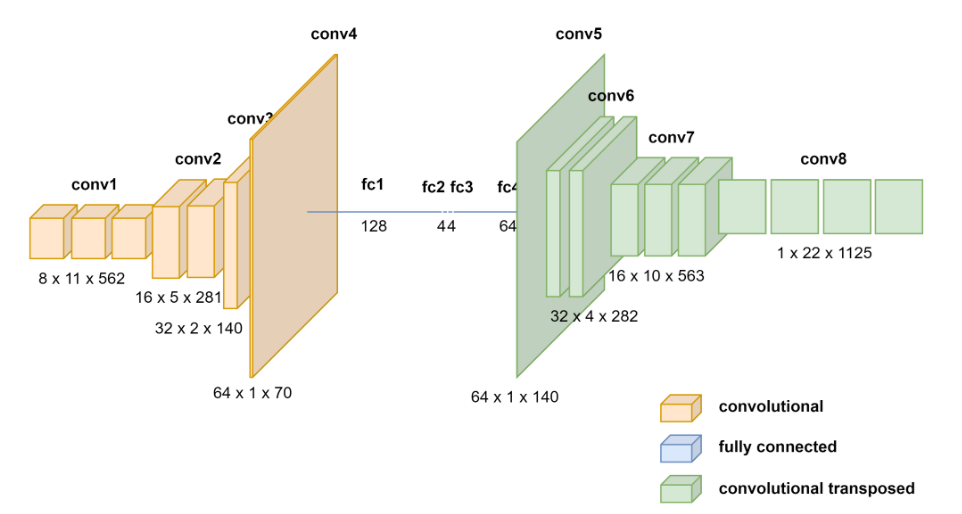 conv4
conv5
conv6
conv3
conv7
conv2
conv8
conv1
fc1
fc2 fc3
fc4
128
44
64
8 x 11 x 562
16 x 5 x 281
32 x 2 x 140
64 x 1 x 70
64 x 1 x 140
32 x 4 x 282
16 x 10 x 563
1 x 22 x 1125
convolutional
fully connected
convolutional transposed